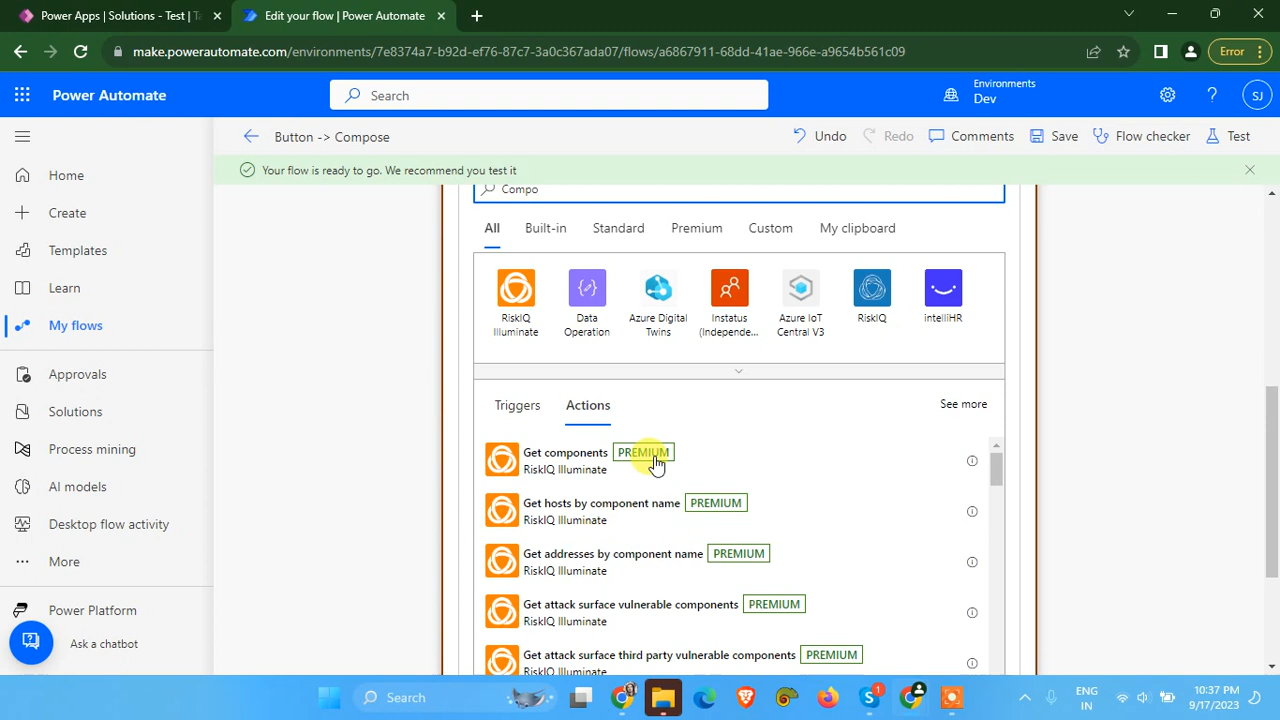 Power Apps | Solutions - Test | Ta
Edit your flow | Power Automate
make.powerautomate.com/environments/7e8374a7-b92d-ef76-87c7-3a0c367ada07/flows/a6867911-68dd-41ae-966e-a9654b561c09
Error
Power Automate
Search
Environments
Dev
SJ
Button -> Compose
Undo
Redo
Comments
Save
Flow checker
Test
Your flow is ready to go. We recommend you test it
Home
Create
Templates
Learn
My flows
Approvals
Solutions
Process mining
AI models
Desktop flow activity
More
Power Platform
Ask a chatbot
Compo
All
Built-in
Standard
Premium
Custom
My clipboard
RiskIQ
Illuminate
Data
Operation
Azure Digital
Twins
Instatus
(Independe...
Azure IoT
Central V3
RiskIQ
intelliHR
Triggers
Actions
See more
Get components PREMIUM
RiskIQ Illuminate
Get hosts by component name PREMIUM
RiskIQ Illuminate
Get addresses by component name PREMIUM
RiskIQ Illuminate
Get attack surface vulnerable components PREMIUM
RiskIQ Illuminate
Get attack surface third party vulnerable components PREMIUM
RiskIQ Illuminate
Search
1
ENG
IN
10:37 PM
9/17/2023